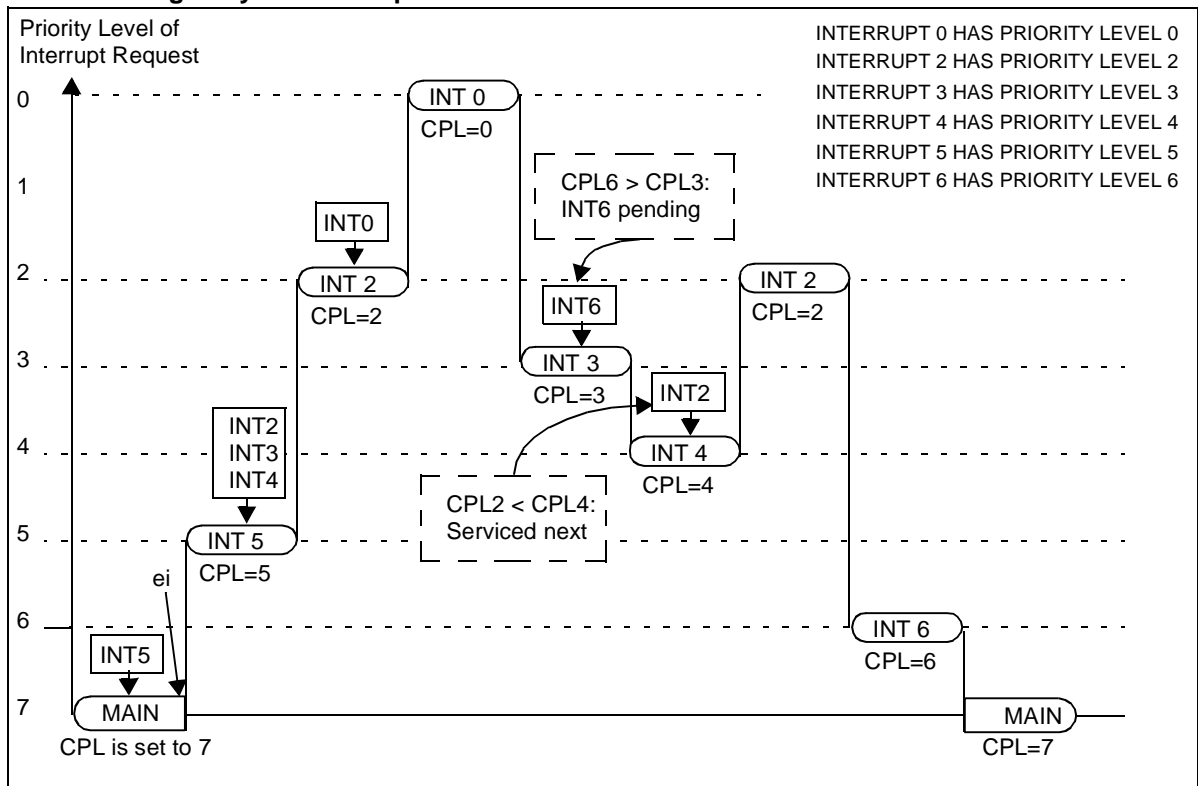 Priority Level of
Interrupt Request
INTERRUPT 0 HAS PRIORITY LEVEL 0
INTERRUPT 2 HAS PRIORITY LEVEL 2
INTERRUPT 3 HAS PRIORITY LEVEL 3
INTERRUPT 4 HAS PRIORITY LEVEL 4
INTERRUPT 5 HAS PRIORITY LEVEL 5
INTERRUPT 6 HAS PRIORITY LEVEL 6
0
INT 0
CPL=0
1
CPL6 > CPL3:
INT6 pending
INT0
2
INT 2
CPL=2
INT6
INT 2
CPL=2
3
INT 3
CPL=3
INT2
INT2
INT3
INT4
4
INT 4
CPL=4
CPL2 < CPL4:
Serviced next
5
INT 5
CPL=5
ei
6
INT5
INT 6
CPL=6
7
MAIN
CPL is set to 7
MAIN
CPL=7